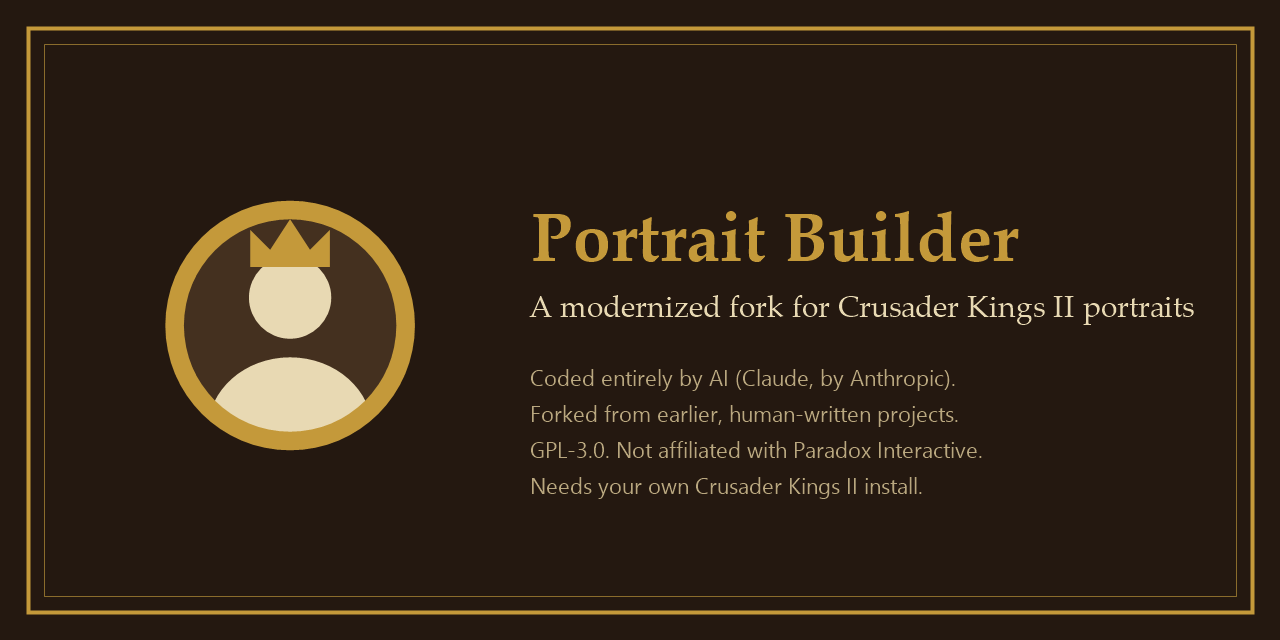 Portrait Builder
A modernized fork for Crusader Kings II portraits
Coded entirely by AI (Claude, by Anthropic).
Forked from earlier, human-written projects.
GPL-3.0. Not affiliated with Paradox Interactive.
Needs your own Crusader Kings II install.